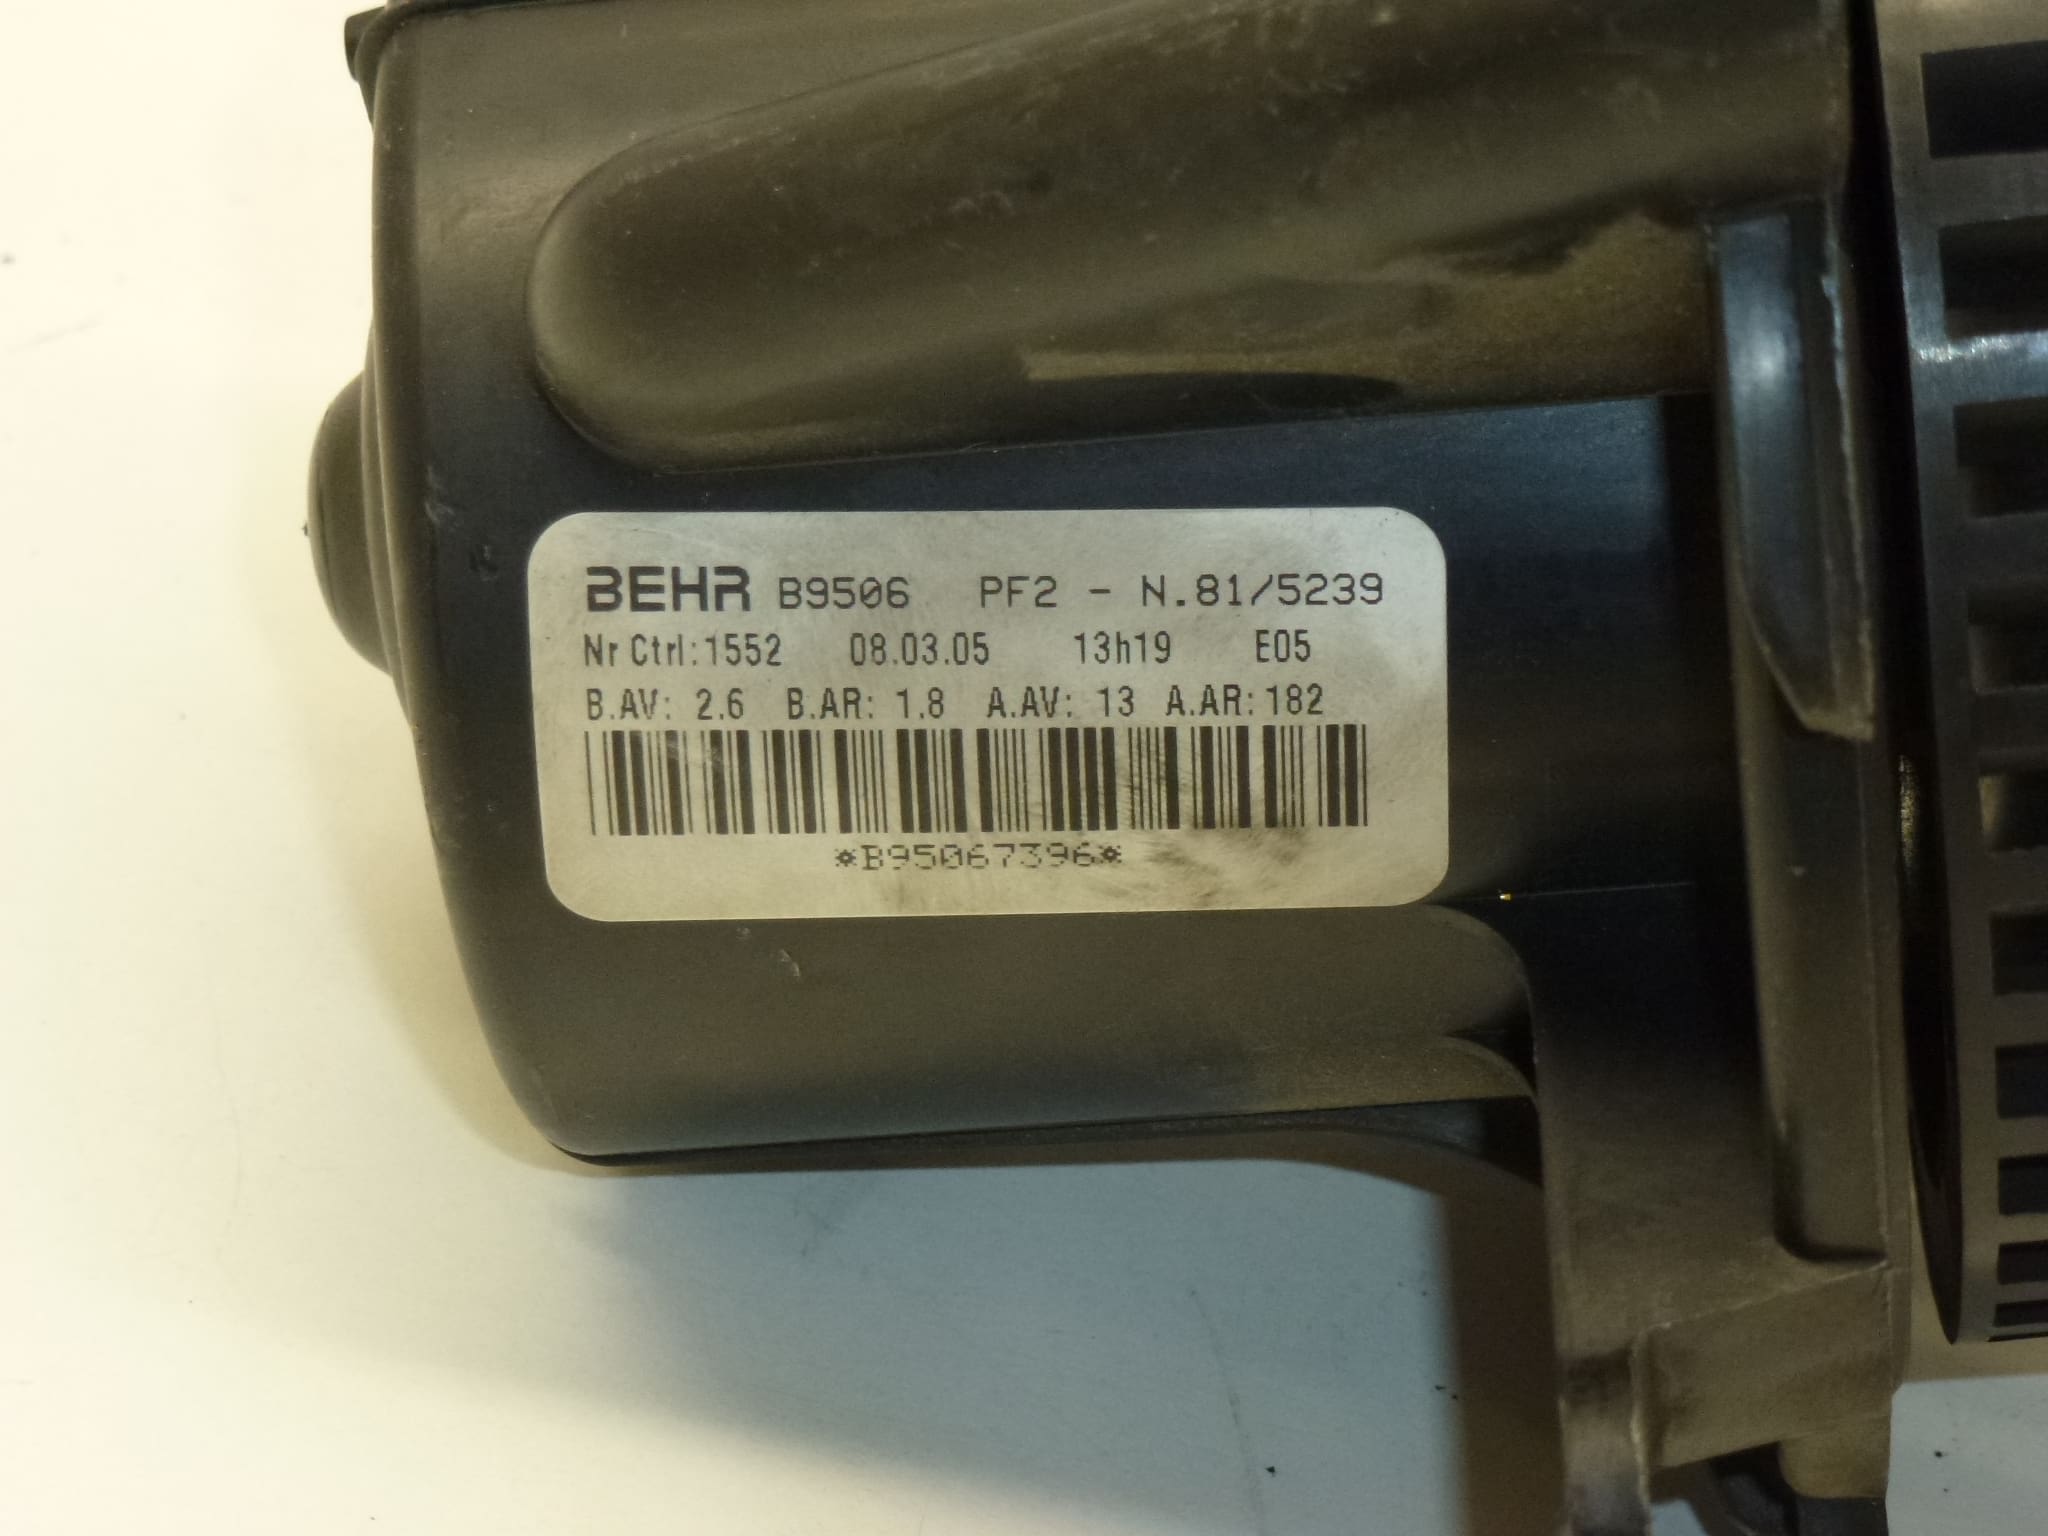 BEHR B9506 PF2 - N.81/5239
Nr Ctrl:1552 08.03.05 13h19 E05
B.AV: 2.6 B.AR: 1.8 A.AV: 13 A.AR:182
*B95067396*